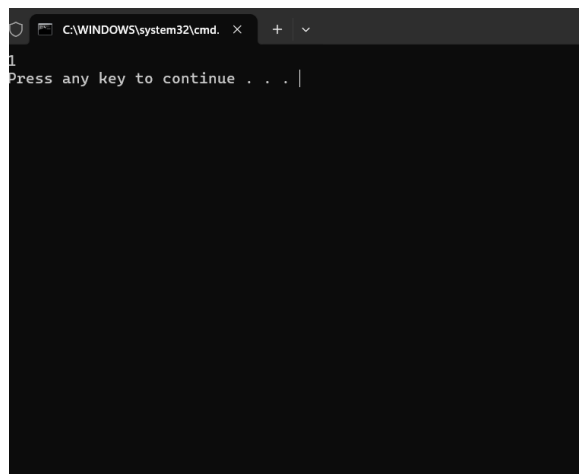 C:\WINDOWS\system32\cmd.
1
Press any key to continue . . .